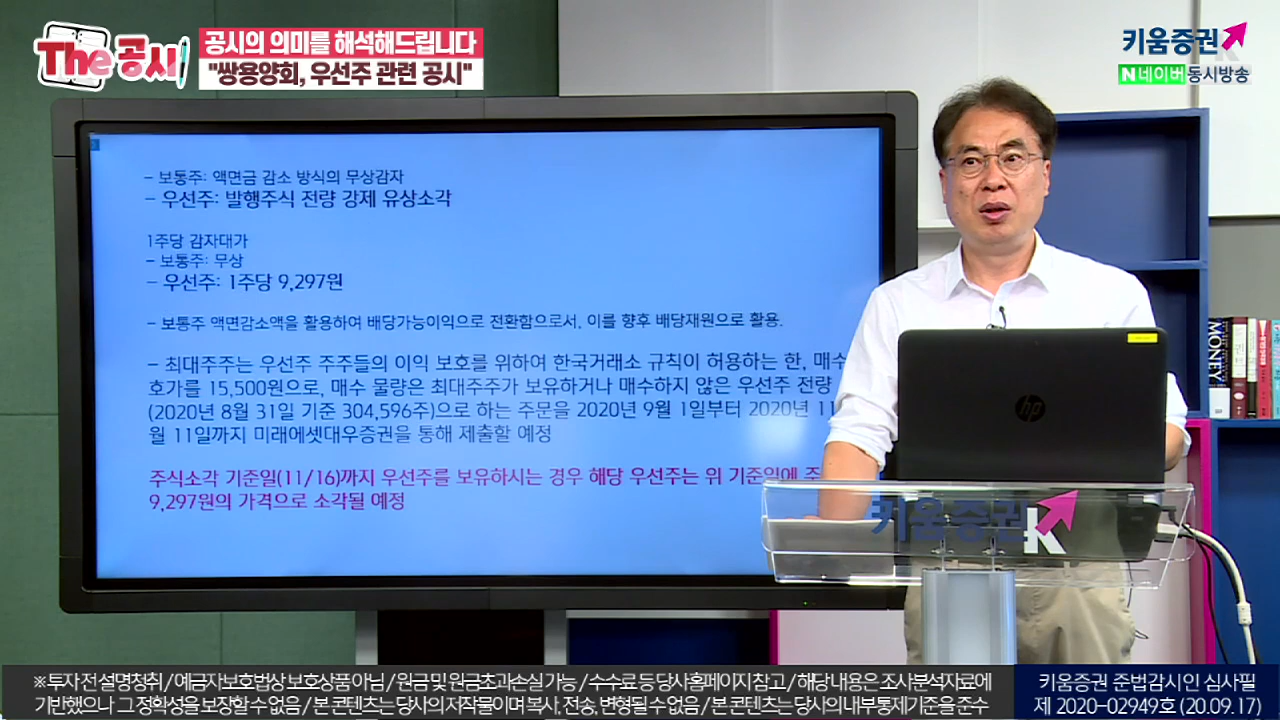 The 공시
공시의 의미를 해석해드립니다
"쌍용양회, 우선주 관련 공시"
키움증권
N네이버 동시방송
- 보통주: 액면금 감소 방식의 무상감자
- 우선주: 발행주식 전량 강제 유상소각
1주당 감자대가
- 보통주: 무상
- 우선주: 1주당 9,297원
- 보통주 액면감소액을 활용하여 배당가능이익으로 전환함으로서, 이를 향후 배당재원으로 활용.
- 최대주주는 우선주 주주들의 이익 보호를 위하여 한국거래소 규칙이 허용하는 한, 매수
호가를 15,500원으로, 매수 물량은 최대주주가 보유하거나 매수하지 않은 우선주 전량
(2020년 8월 31일 기준 304,596주)으로 하는 주문을 2020년 9월 1일부터 2020년 11
월 11일까지 미래에셋대우증권을 통해 제출할 예정
주식소각 기준일(11/16)까지 우선주를 보유하시는 경우 해당 우선주는 위 기준일에 주
9,297원의 가격으로 소각될 예정
hp
MONEY
키움증권
※ 투자 전 설명청취 / 예금자보호법상 보호상품 아님 / 원금 및 원금초과손실 가능 / 수수료 등 당사 홈페이지 참고 / 해당 내용은 조사분석자료에
기반했으나 그 정확성을 보장할 수 없음 / 본 콘텐츠는 당사의 저작물이며 복사, 전송, 변형될 수 없음 / 본 콘텐츠는 당사의 내부통제기준을 준수
키움증권 준법감시인 심사필
제 2020-02949호 (20.09.17)